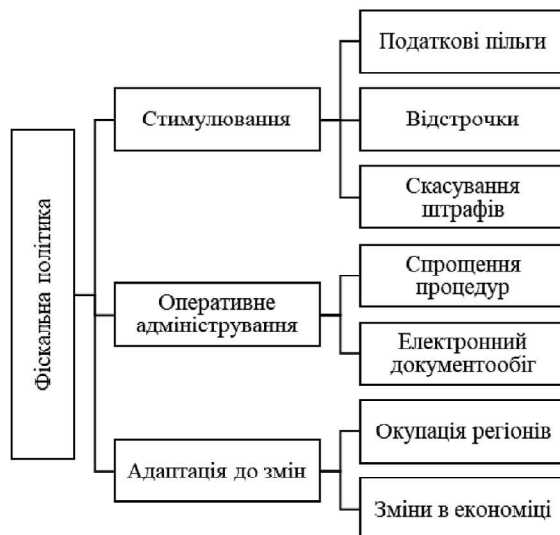 Фіскальна політика
Стимулювання
Податкові пільги
Відстрочки
Скасування
штрафів
Оперативне
адміністрування
Спрощення
процедур
Електронний
документообіг
Адаптація до змін
Окупація регіонів
Зміни в економіці